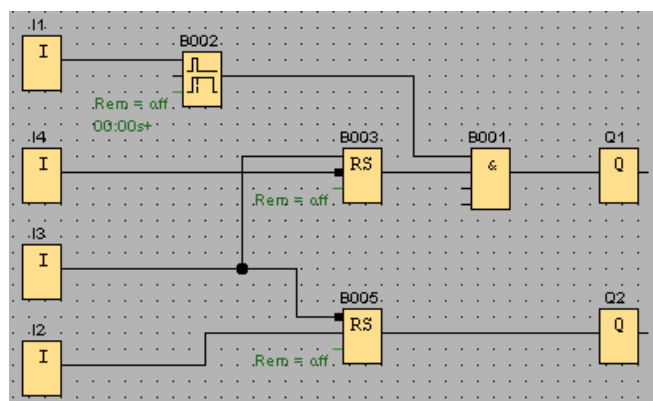 I1
I
B002
Rem = off
00:00s+
I4
I
B003
RS
Rem = off
B001
&
Q1
Q
I3
I
B005
RS
Rem = off
Q2
Q
I2
I